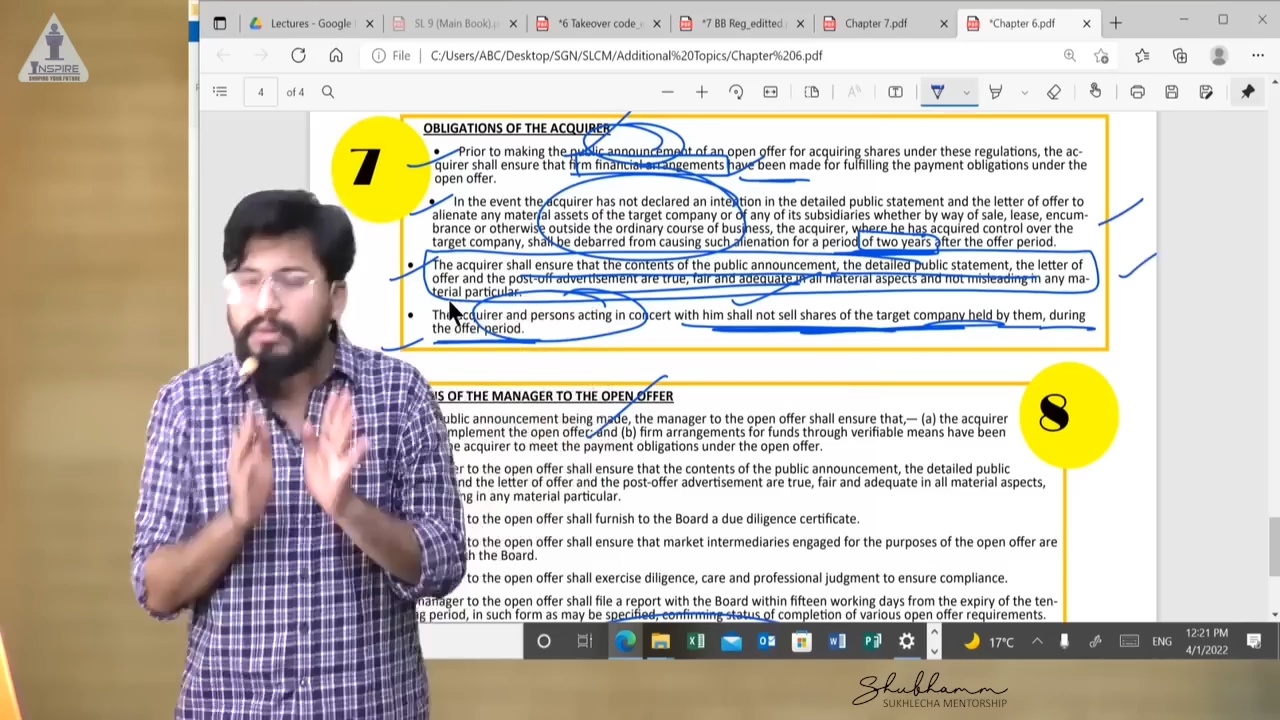 INSPIRE
SHAPING YOUR FUTURE
Lectures - Google
SL 9 (Main Book).p
*6 Takeover code_e
*7 BB Reg_editted
Chapter 7.pdf
*Chapter 6.pdf
File
C:/Users/ABC/Desktop/SGN/SLCM/Additional%20Topics/Chapter%206.pdf
4 of 4
7
OBLIGATIONS OF THE ACQUIRER
• Prior to making the public announcement of an open offer for acquiring shares under these regulations, the ac-
quirer shall ensure that firm financial arrangements have been made for fulfilling the payment obligations under the
open offer.
• In the event the acquirer has not declared an intention in the detailed public statement and the letter of offer to
alienate any material assets of the target company or of any of its subsidiaries whether by way of sale, lease, encum-
brance or otherwise outside the ordinary course of business, the acquirer, where he has acquired control over the
target company, shall be debarred from causing such alienation for a period of two years after the offer period.
• The acquirer shall ensure that the contents of the public announcement, the detailed public statement, the letter of
offer and the post-off advertisement are true, fair and adequate in all material aspects and not misleading in any ma-
terial particular.
• The acquirer and persons acting in concert with him shall not sell shares of the target company held by them, during
the offer period.
8
NS OF THE MANAGER TO THE OPEN OFFER
ublic announcement being made, the manager to the open offer shall ensure that,— (a) the acquirer
mplement the open offer; and (b) firm arrangements for funds through verifiable means have been
e acquirer to meet the payment obligations under the open offer.
er to the open offer shall ensure that the contents of the public announcement, the detailed public
nd the letter of offer and the post-offer advertisement are true, fair and adequate in all material aspects,
ng in any material particular.
to the open offer shall furnish to the Board a due diligence certificate.
to the open offer shall ensure that market intermediaries engaged for the purposes of the open offer are
h the Board.
to the open offer shall exercise diligence, care and professional judgment to ensure compliance.
manager to the open offer shall file a report with the Board within fifteen working days from the expiry of the ten-
g period, in such form as may be specified, confirming status of completion of various open offer requirements.
17°C
ENG
12:21 PM
4/1/2022
Shubhamm
SUKHLECHA MENTORSHIP